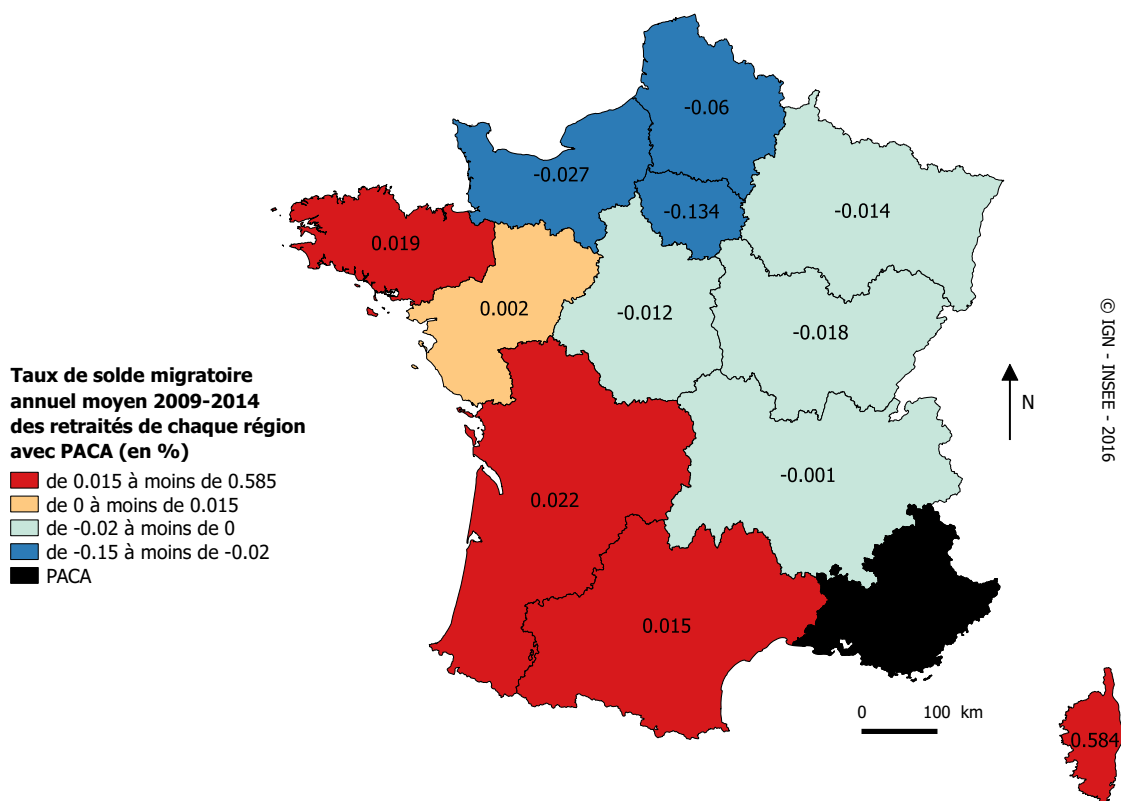 -0.06
-0.027
-0.134
-0.014
0.019
0.002
-0.012
-0.018
© IGN - INSEE - 2016
Taux de solde migratoire
annuel moyen 2009-2014
des retraités de chaque région
avec PACA (en %)
de 0.015 à moins de 0.585
de 0 à moins de 0.015
de -0.02 à moins de 0
de -0.15 à moins de -0.02
PACA
N
-0.001
0.022
0.015
0 100 km
0.584